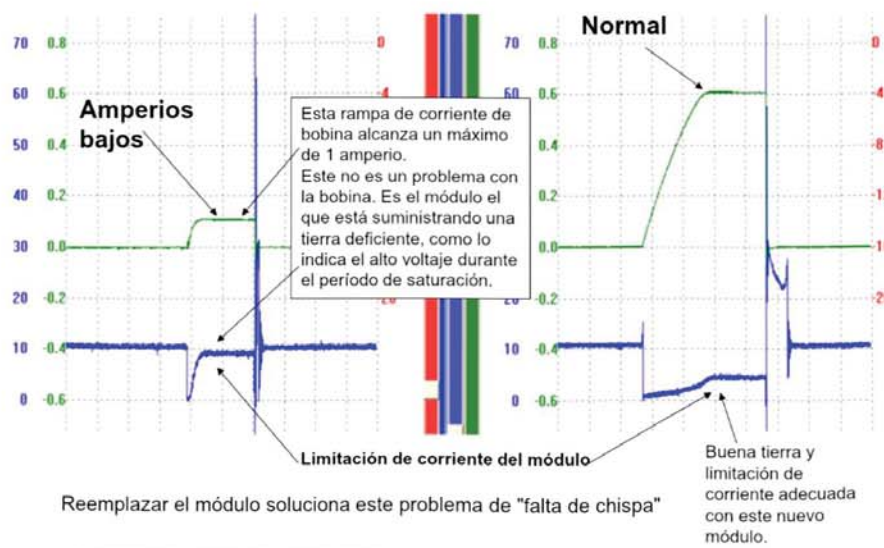 Amperios
bajos
Esta rampa de corriente de
bobina alcanza un máximo
de 1 amperio.
Este no es un problema con
la bobina. Es el módulo el
que está suministrando una
tierra deficiente, como lo
indica el alto voltaje durante
el período de saturación.
Normal
70 0.8 0 70 0.8 0
60 0.6 -4 60 0.6 -4
50 0.4 50 0.4 -8
40 0.2 40 0.2
30 0.0 30 0.0
20 -0.2 20 -0.2
10 -0.4 10 -0.4
0 -0.6 0 -0.6
Limitación de corriente del módulo
Buena tierra y
limitación de
corriente adecuada
con este nuevo
módulo.
Reemplazar el módulo soluciona este problema de "falta de chispa"